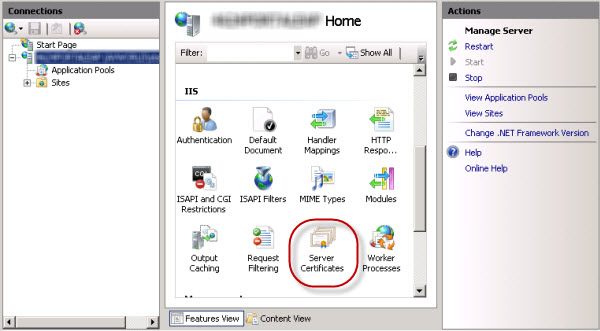 Connections
Start Page
Application Pools
Sites
Home
Filter:
Go
Show All
IIS
Authentication
Default
Document
Handler
Mappings
HTTP
Respo...
ISAPI and CGI
Restrictions
ISAPI Filters
MIME Types
Modules
Output
Caching
Request
Filtering
Server
Certificates
Worker
Processes
Features View
Content View
Actions
Manage Server
Restart
Start
Stop
View Application Pools
View Sites
Change .NET Framework Version
Help
Online Help